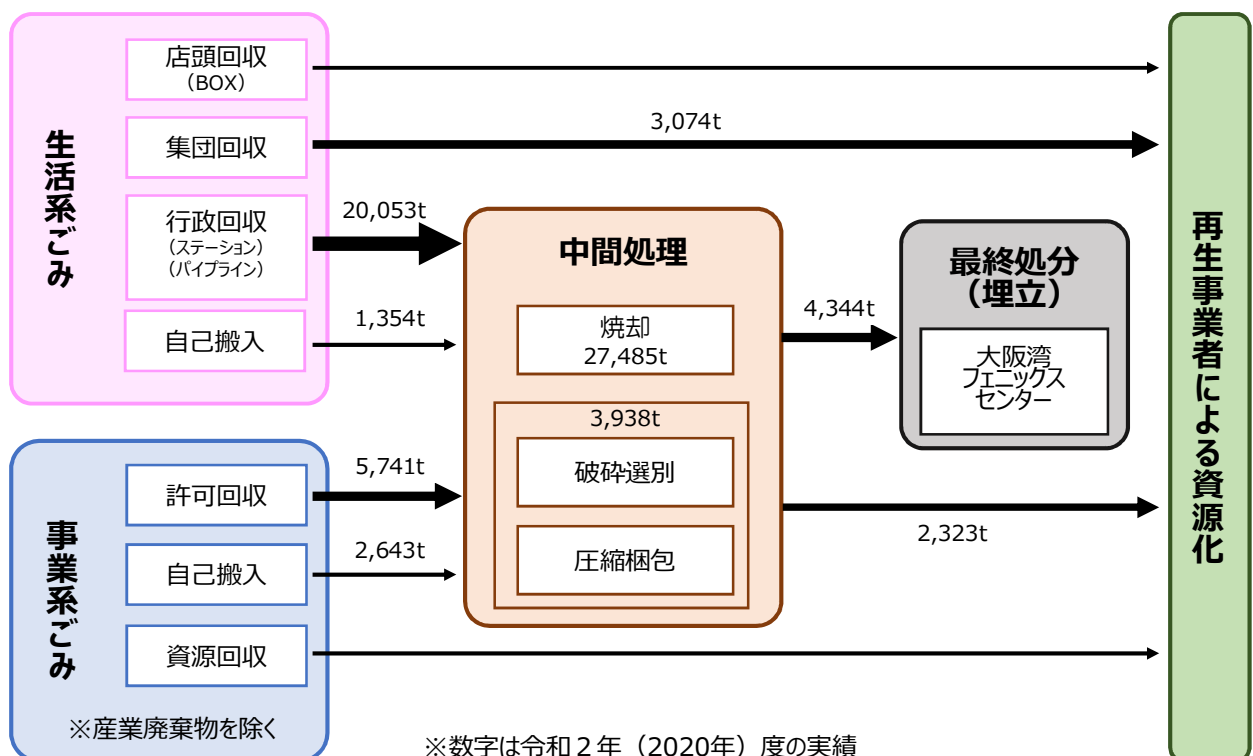 生活系ごみ
店頭回収
（BOX）
集団回収
3,074t
行政回収
（ステーション）
（パイプライン）
20,053t
自己搬入
1,354t
事業系ごみ
許可回収
5,741t
自己搬入
2,643t
資源回収
※産業廃棄物を除く
中間処理
焼却
27,485t
3,938t
破砕選別
圧縮梱包
4,344t
最終処分
（埋立）
大阪湾
フェニックス
センター
2,323t
再生事業者による資源化
※数字は令和２年（2020年）度の実績